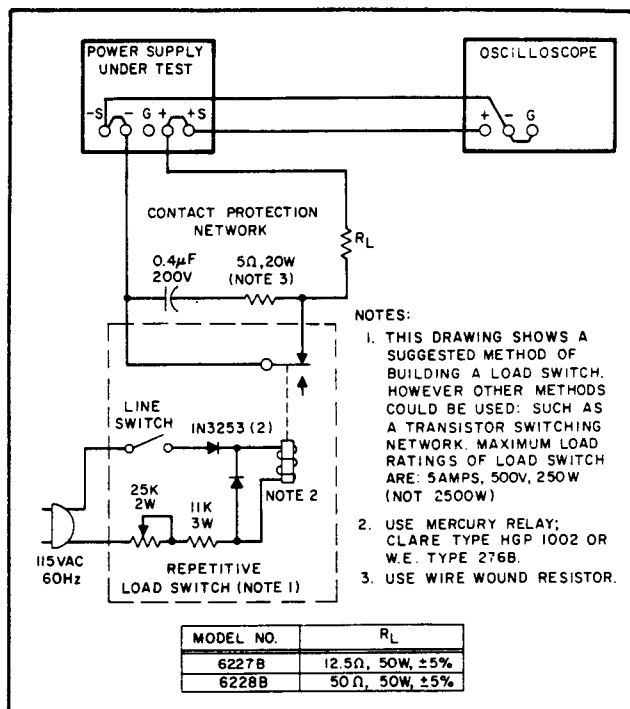 POWER SUPPLY
UNDER TEST
-S - G + +S
OSCILLOSCOPE
+ - G
CONTACT PROTECTION
NETWORK
0.4µF
200V
5Ω,20W
(NOTE 3)
RL
LINE
SWITCH
IN3253 (2)
NOTE 2
25K
2W
11K
3W
115VAC
60Hz
REPETITIVE
LOAD SWITCH (NOTE 1)
NOTES:
1. THIS DRAWING SHOWS A
SUGGESTED METHOD OF
BUILDING A LOAD SWITCH.
HOWEVER OTHER METHODS
COULD BE USED: SUCH AS
A TRANSISTOR SWITCHING
NETWORK. MAXIMUM LOAD
RATINGS OF LOAD SWITCH
ARE: 5AMPS, 500V, 250W
(NOT 2500W)
2. USE MERCURY RELAY;
CLARE TYPE HGP 1002 OR
W.E. TYPE 276B.
3. USE WIRE WOUND RESISTOR.
MODEL NO. RL
6227B 12.5Ω, 50W, ±5%
6228B 50Ω, 50W, ±5%